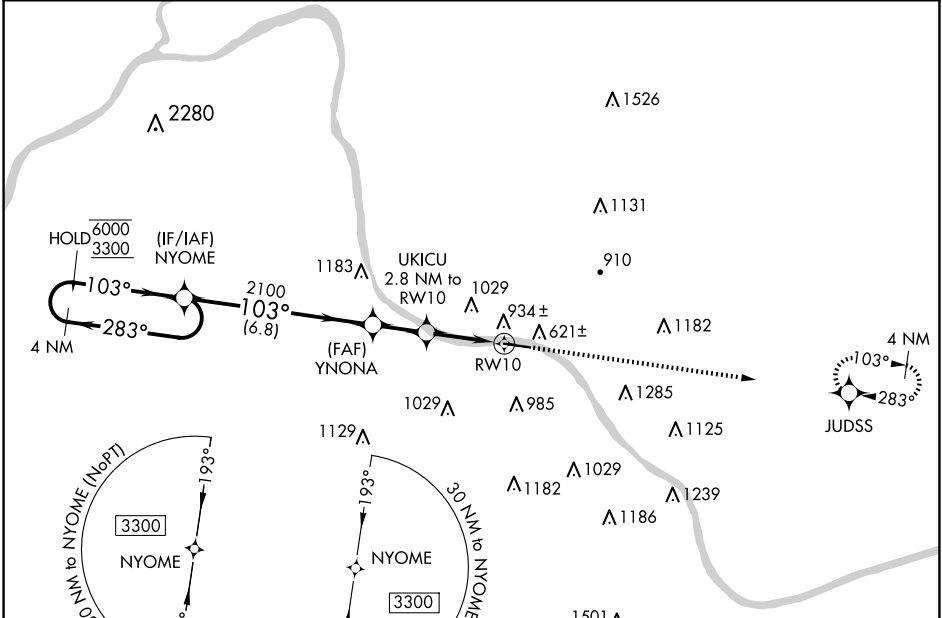 1526
2280
1131
HOLD 6000
3300
(IF/IAF)
NYOME
UKICU
2.8 NM to
RW10
910
1183
103°
2100
103°
(6.8)
1029
934±
621±
1182
283°
4 NM
(FAF)
YNONA
RW10
4 NM
103°
283°
JUDSS
1285
1029
985
1129
1125
1029
1182
1239
1186
NYOME (NoPT)
193°
3300
NYOME
193°
30 NM to NYOME
NYOME
3300
1501